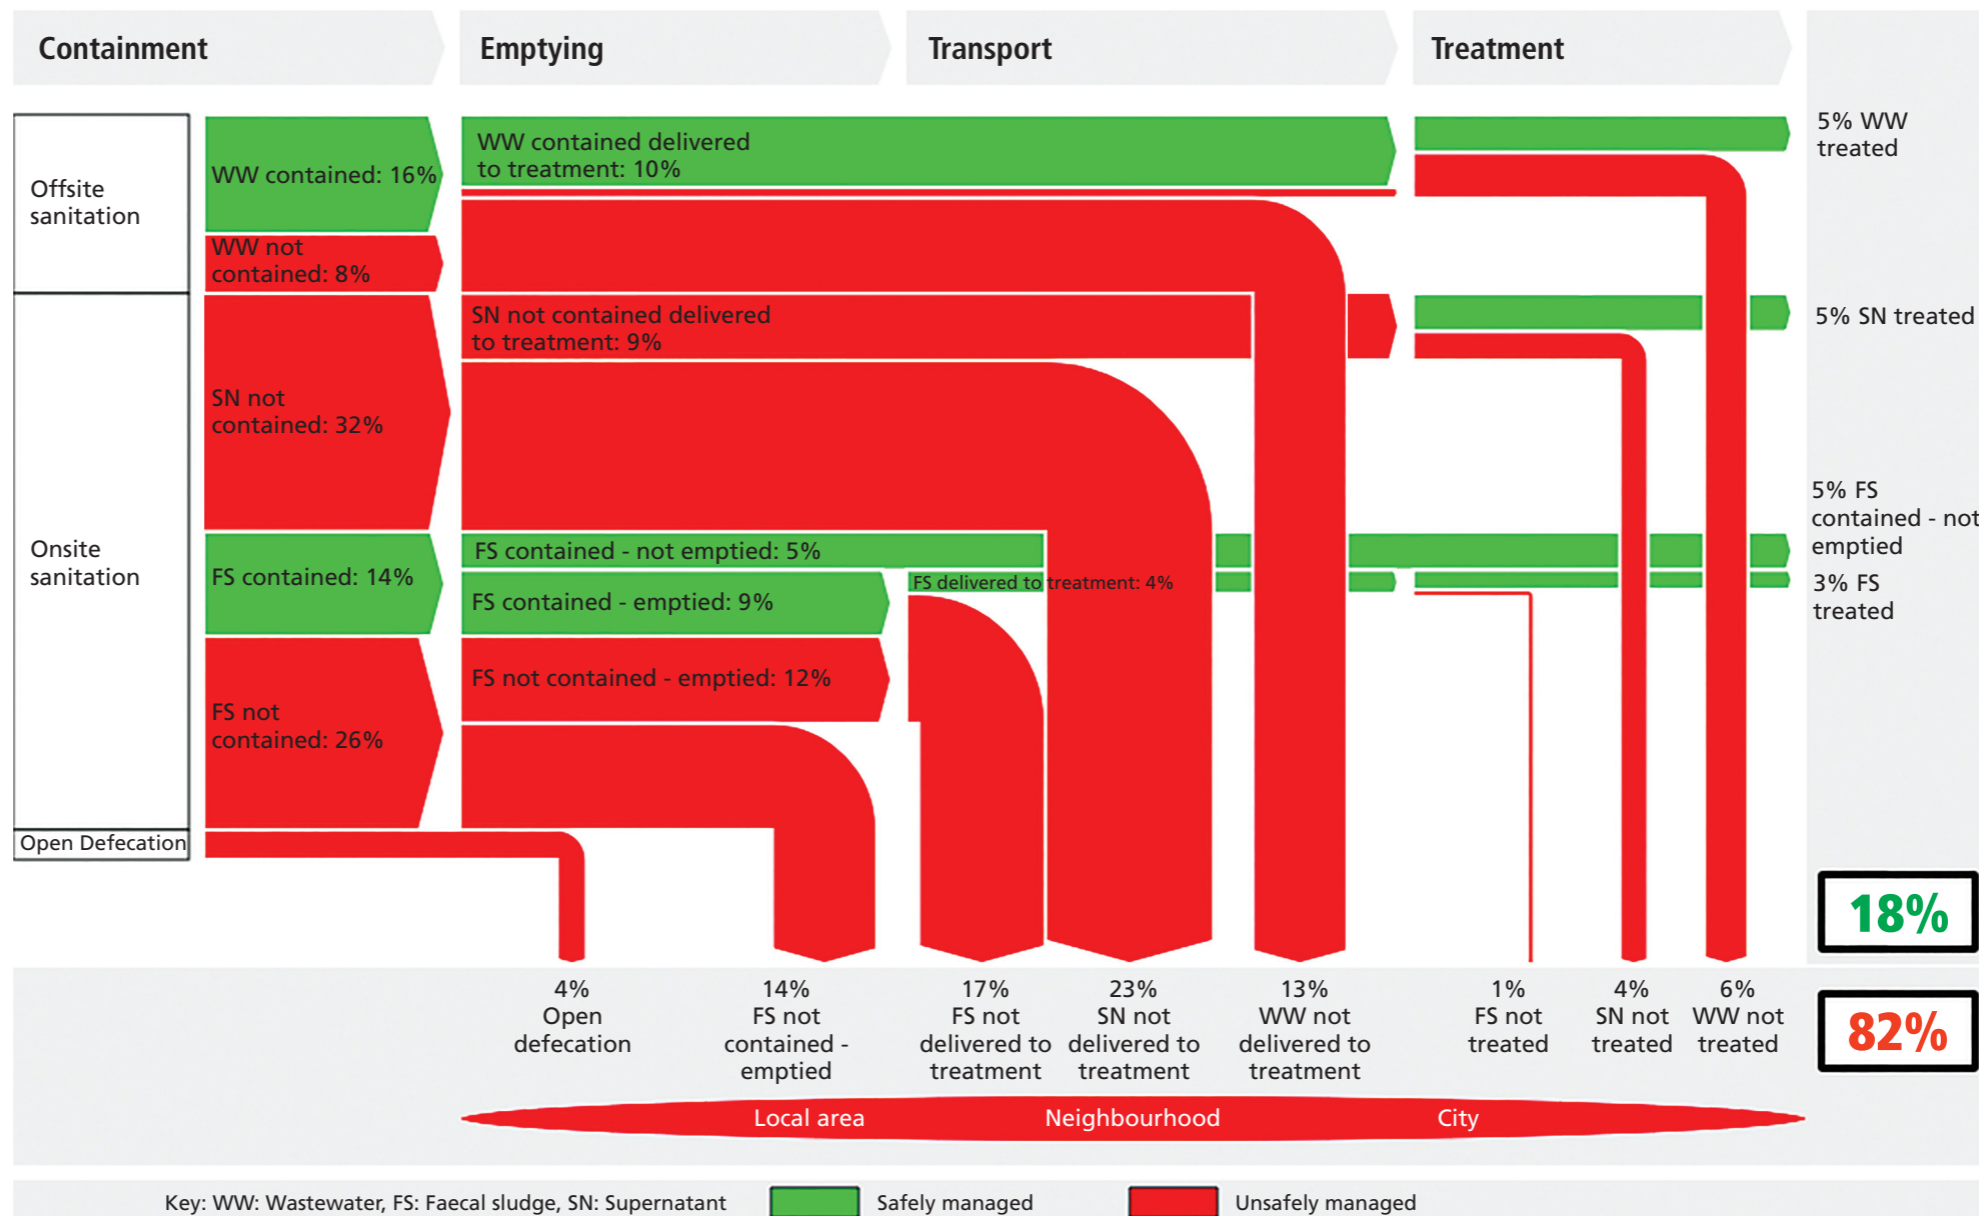 Containment
Emptying
Transport
Treatment
Offsite
sanitation
Onsite
sanitation
Open Defecation
WW contained: 16%
WW not
contained: 8%
SN not
contained: 32%
FS contained: 14%
FS not
contained: 26%
WW contained delivered
to treatment: 10%
SN not contained delivered
to treatment: 9%
FS contained - not emptied: 5%
FS contained - emptied: 9%
FS delivered to treatment: 4%
FS not contained - emptied: 12%
5% WW
treated
5% SN treated
5% FS
contained - not
emptied
3% FS
treated
18%
4%
Open
defecation
14%
FS not
contained -
emptied
17%
FS not
delivered to
treatment
23%
SN not
delivered to
treatment
13%
WW not
delivered to
treatment
1%
FS not
treated
4%
SN not
treated
6%
WW not
treated
82%
Local area
Neighbourhood
City
Key: WW: Wastewater, FS: Faecal sludge, SN: Supernatant
Safely managed
Unsafely managed